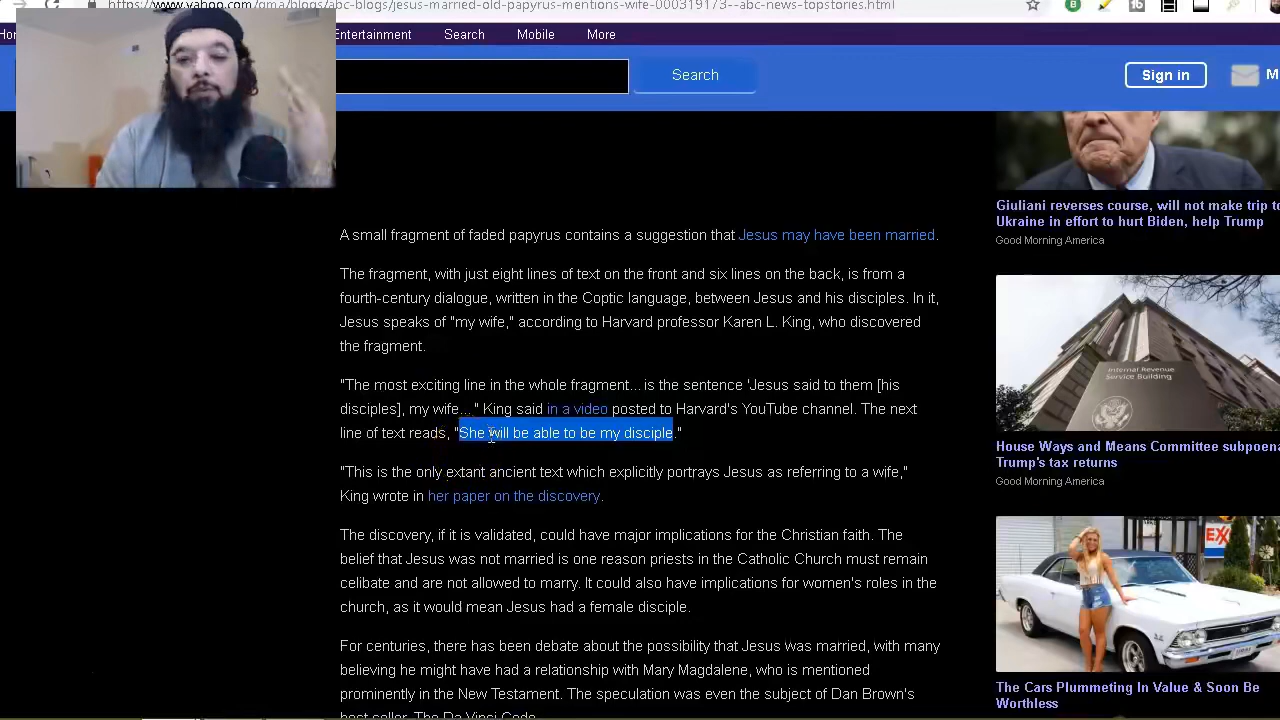 https://www.yahoo.com/gma/blogs/abc-blogs/jesus-married-old-papyrus-mentions-wife-000319173--abc-news-topstories.html
Entertainment Search Mobile More
Search
Sign in
A small fragment of faded papyrus contains a suggestion that Jesus may have been married.
The fragment, with just eight lines of text on the front and six lines on the back, is from a
fourth-century dialogue, written in the Coptic language, between Jesus and his disciples. In it,
Jesus speaks of "my wife," according to Harvard professor Karen L. King, who discovered
the fragment.
"The most exciting line in the whole fragment... is the sentence 'Jesus said to them [his
disciples], my wife..." King said in a video posted to Harvard's YouTube channel. The next
line of text reads, "She will be able to be my disciple."
"This is the only extant ancient text which explicitly portrays Jesus as referring to a wife,"
King wrote in her paper on the discovery.
The discovery, if it is validated, could have major implications for the Christian faith. The
belief that Jesus was not married is one reason priests in the Catholic Church must remain
celibate and are not allowed to marry. It could also have implications for women's roles in the
church, as it would mean Jesus had a female disciple.
For centuries, there has been debate about the possibility that Jesus was married, with many
believing he might have had a relationship with Mary Magdalene, who is mentioned
prominently in the New Testament. The speculation was even the subject of Dan Brown's
best seller, The Da Vinci Code.
Giuliani reverses course, will not make trip to
Ukraine in effort to hurt Biden, help Trump
Good Morning America
Internal Revenue
Service Building
House Ways and Means Committee subpoena
Trump's tax returns
Good Morning America
EXXO
The Cars Plummeting In Value & Soon Be
Worthless